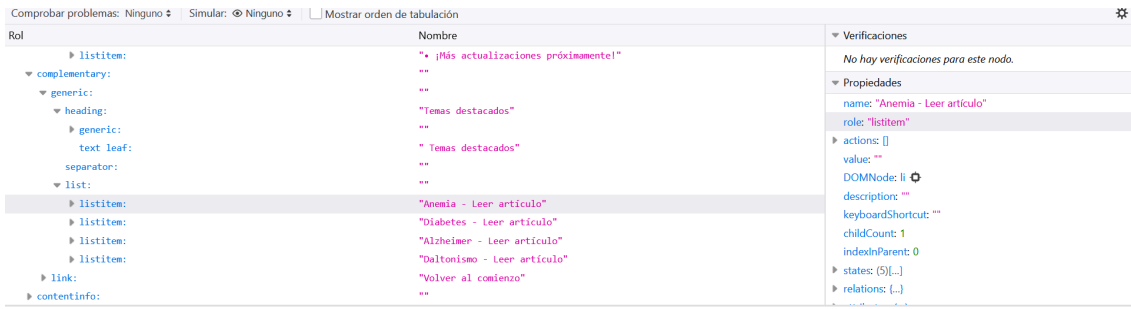 Comprobar problemas: Ninguno Simular: Ninguno Mostrar orden de tabulación
Rol Nombre
listitem: "• ¡Más actualizaciones próximamente!"
complementary: ""
generic: ""
heading: "Temas destacados"
generic: ""
text leaf: " Temas destacados"
separator: ""
list: ""
listitem: "Anemia - Leer artículo"
listitem: "Diabetes - Leer artículo"
listitem: "Alzheimer - Leer artículo"
listitem: "Daltonismo - Leer artículo"
link: "Volver al comienzo"
contentinfo: ""
Verificaciones
No hay verificaciones para este nodo.
Propiedades
name: "Anemia - Leer artículo"
role: "listitem"
actions: []
value: ""
DOMNode: li
description: ""
keyboardShortcut: ""
childCount: 1
indexInParent: 0
states: (5)[…]
relations: {…}